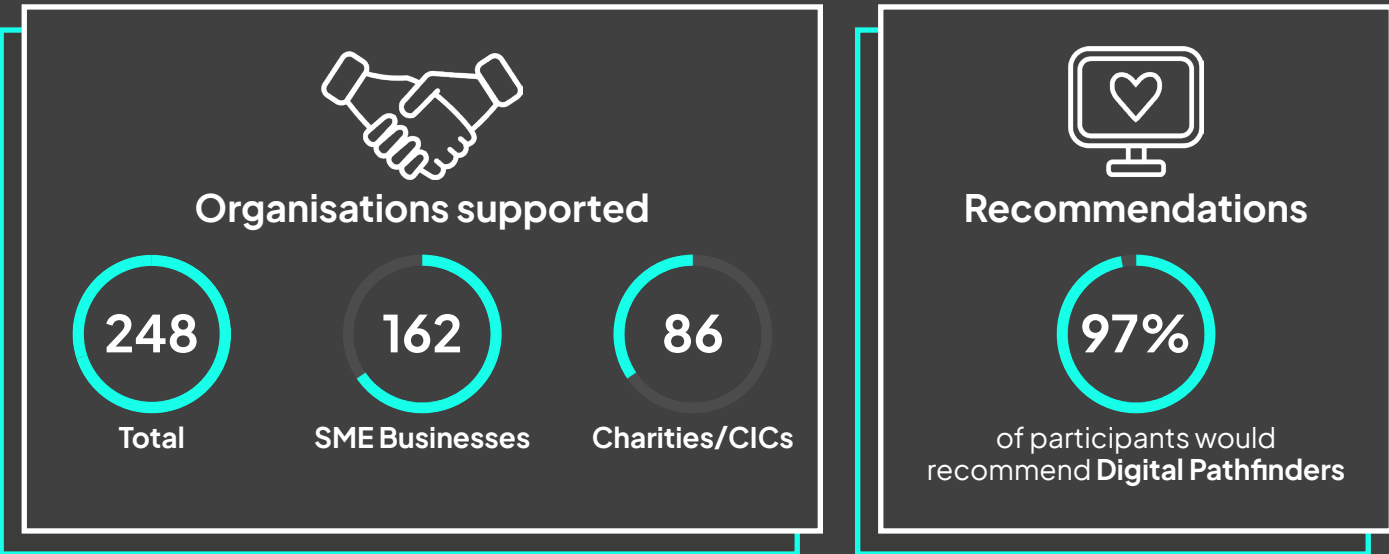 Organisations supported
248
Total
162
SME Businesses
86
Charities/CICs
Recommendations
97%
of participants would
recommend Digital Pathfinders